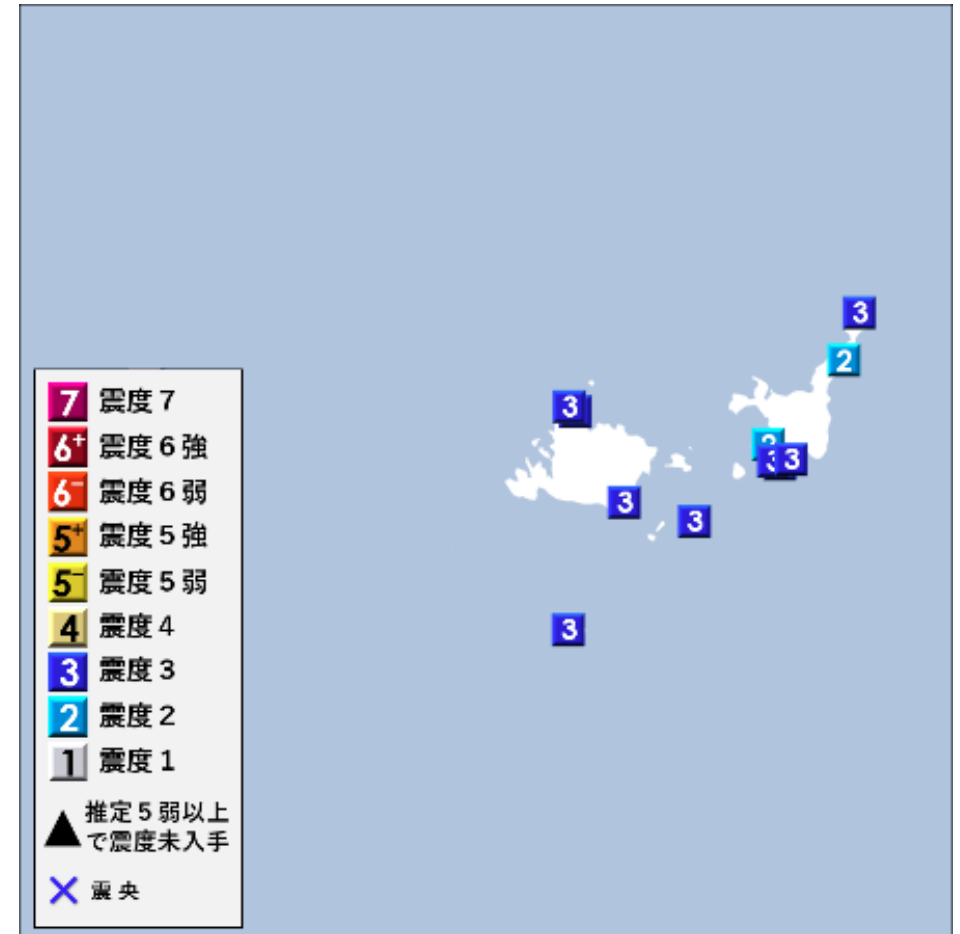 3
2
3
2
3
3
3
3
3
7 震度7
6+ 震度6強
6- 震度6弱
5+ 震度5強
5- 震度5弱
4 震度4
3 震度3
2 震度2
1 震度1
推定5弱以上
で震度未入手
震央